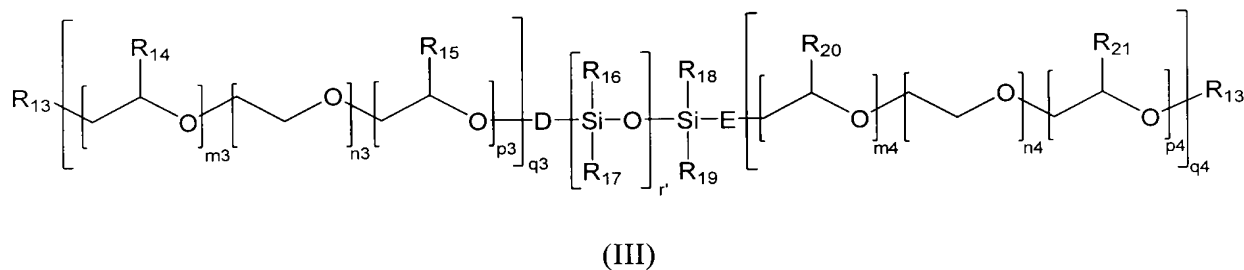 R14 R15 R16 R18 R20 R21
R13 O O O D Si O Si E O O O R13
m3 n3 p3 q3 R17 r' R19 m4 n4 p4 q4
(III)